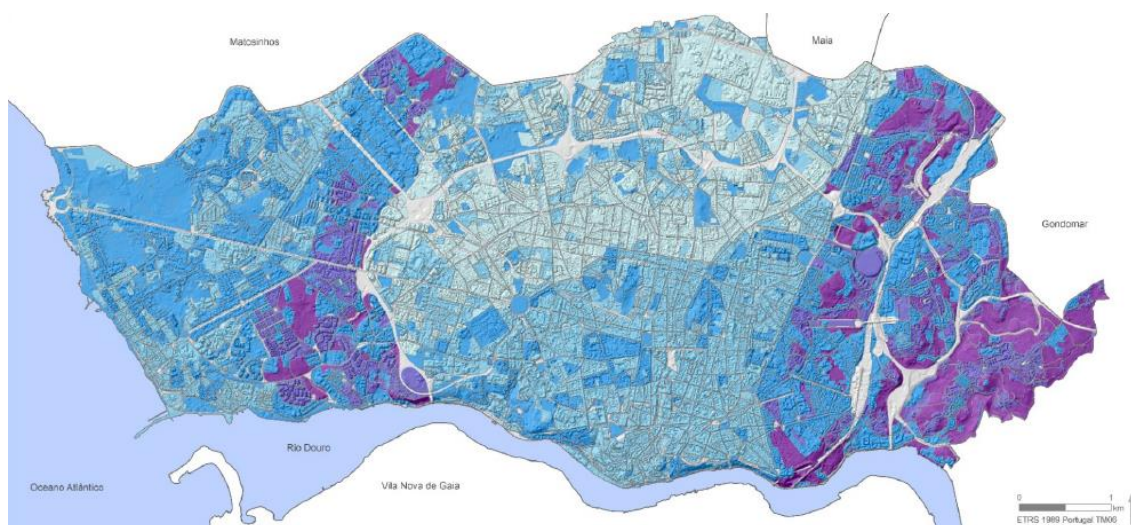 Matosinhos
Maia
Gondomar
Rio Douro
Vila Nova de Gaia
Oceano Atlântico
0 1
km
ETRS 1989 Portugal TM06